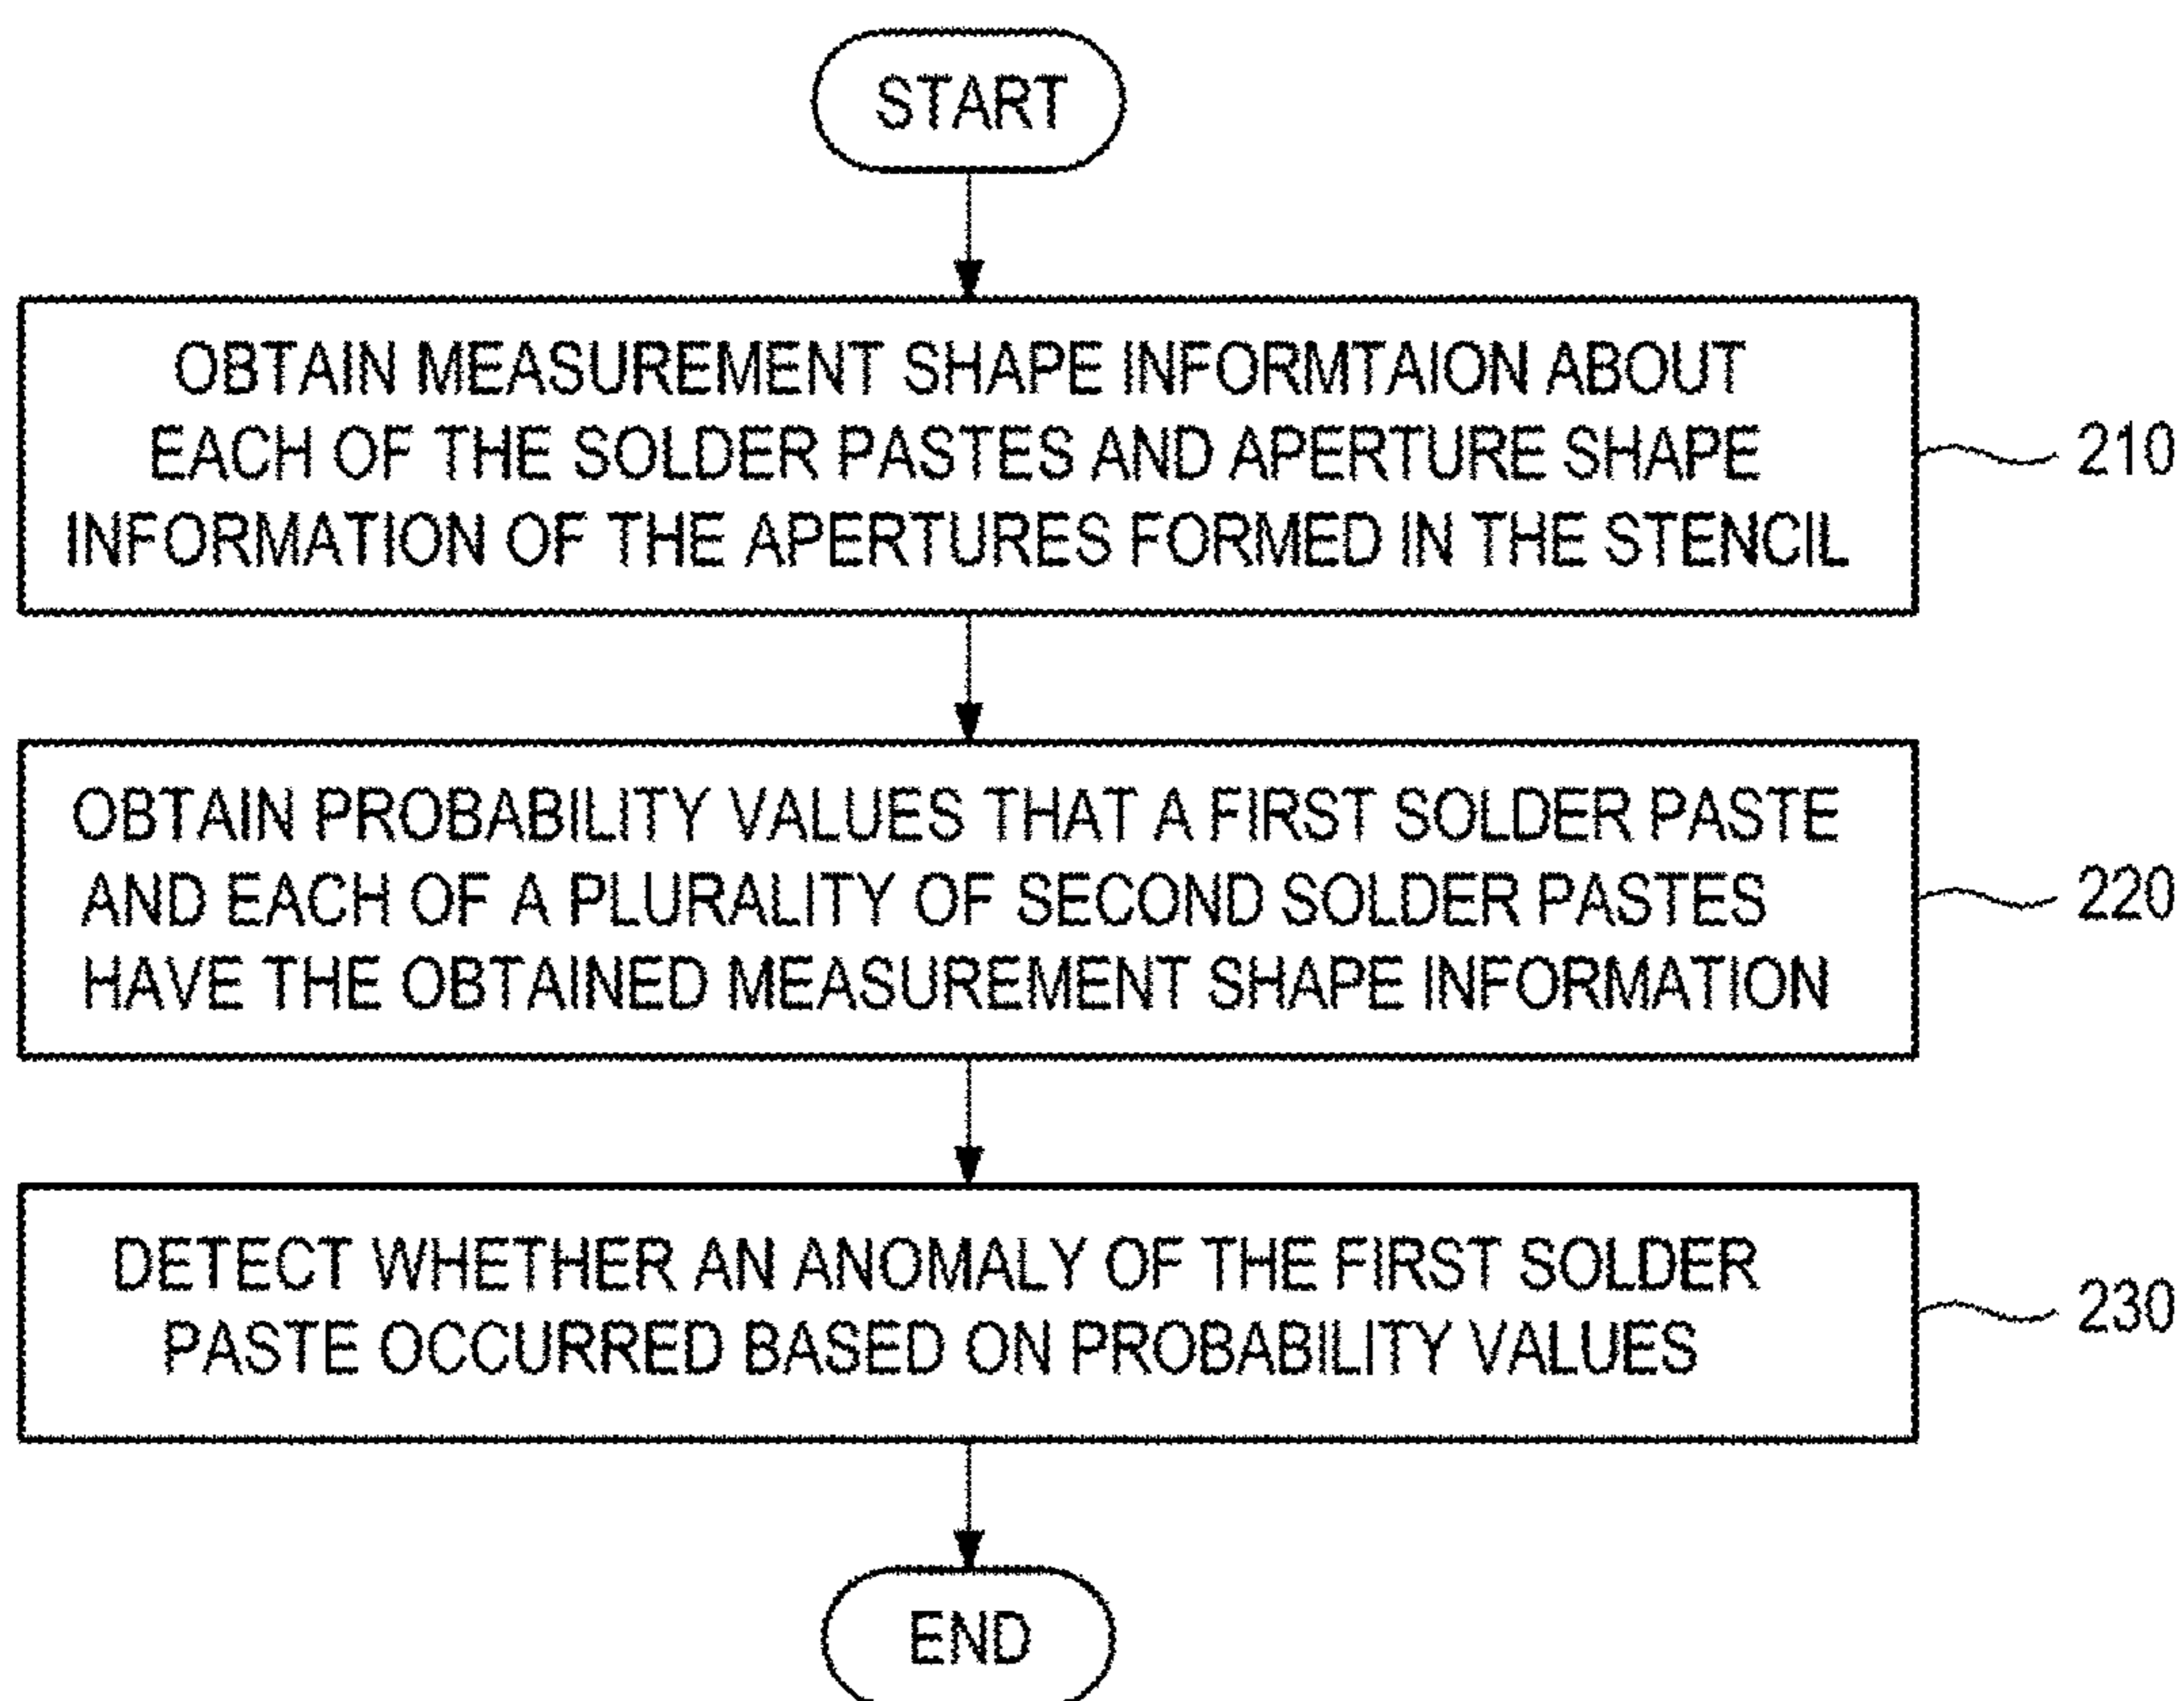 START
OBTAIN MEASUREMENT SHAPE INFORMTAION ABOUT
EACH OF THE SOLDER PASTES AND APERTURE SHAPE
INFORMATION OF THE APERTURES FORMED IN THE STENCIL
210
OBTAIN PROBABILITY VALUES THAT A FIRST SOLDER PASTE
AND EACH OF A PLURALITY OF SECOND SOLDER PASTES
HAVE THE OBTAINED MEASUREMENT SHAPE INFORMATION
220
DETECT WHETHER AN ANOMALY OF THE FIRST SOLDER
PASTE OCCURRED BASED ON PROBABILITY VALUES
230
END